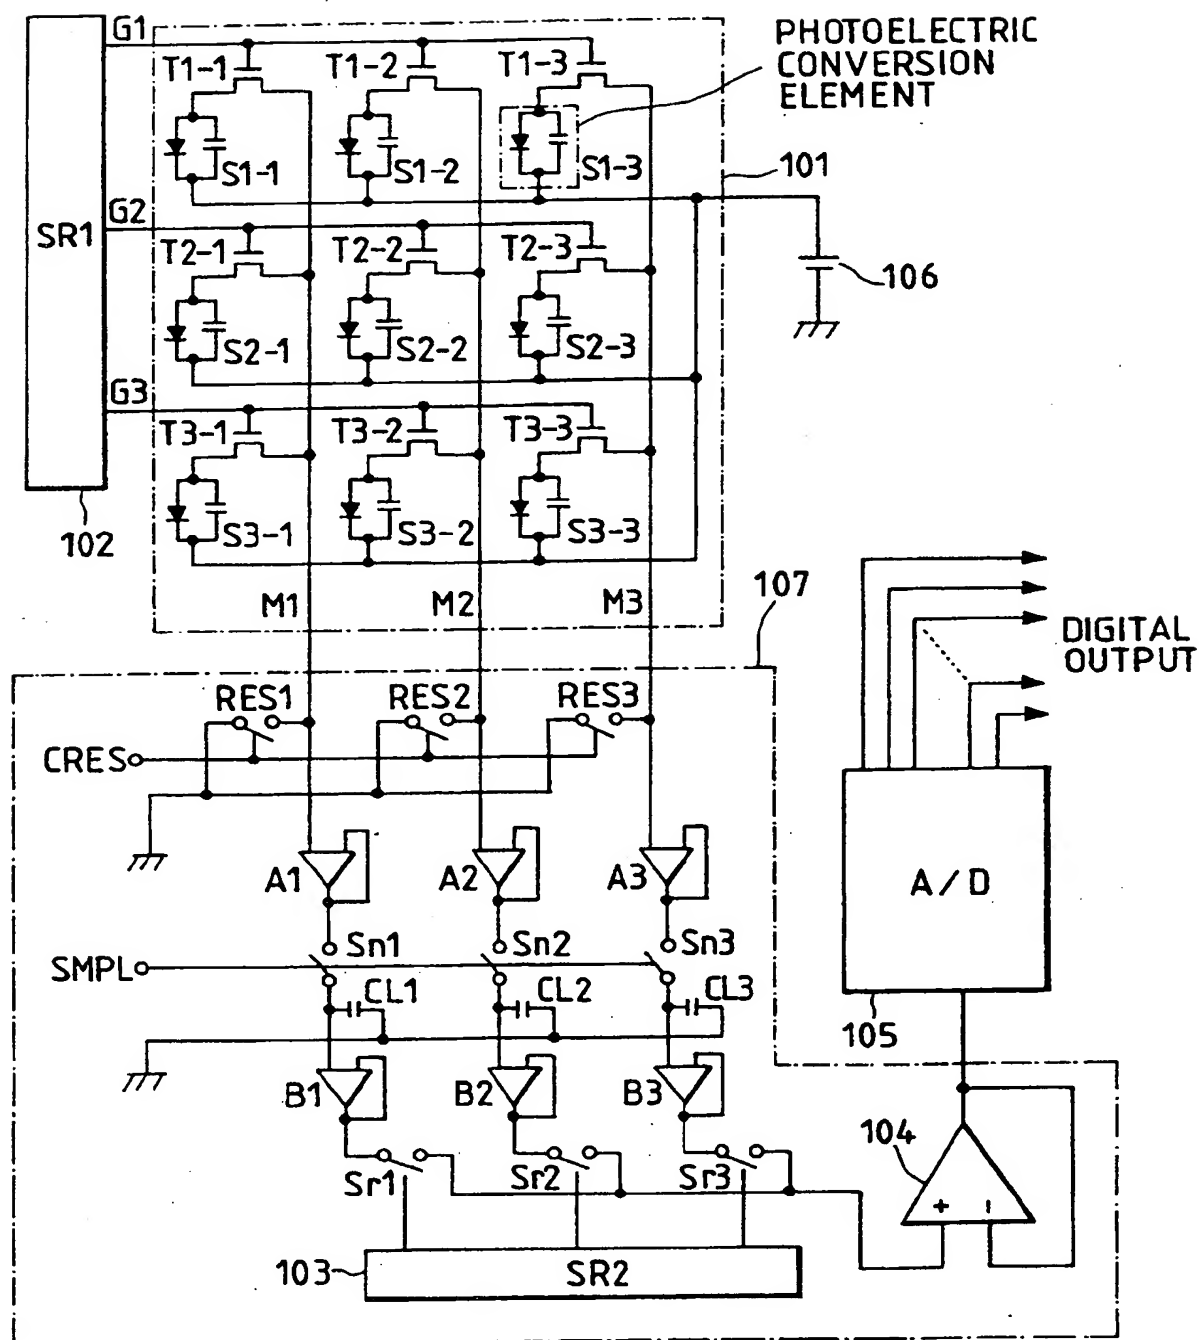 G1
PHOTOELECTRIC
CONVERSION
ELEMENT
T1-1
T1-2
T1-3
S1-1
S1-2
S1-3
101
SR1
G2
T2-1
T2-2
T2-3
106
S2-1
S2-2
S2-3
G3
T3-1
T3-2
T3-3
S3-1
S3-2
S3-3
102
107
M1
M2
M3
DIGITAL
OUTPUT
RES1
RES2
RES3
CRES
A1
A2
A3
A/D
Sn1
Sn2
Sn3
SMPL
CL1
CL2
CL3
105
B1
B2
B3
104
Sr1
Sr2
Sr3
+
−
103
SR2